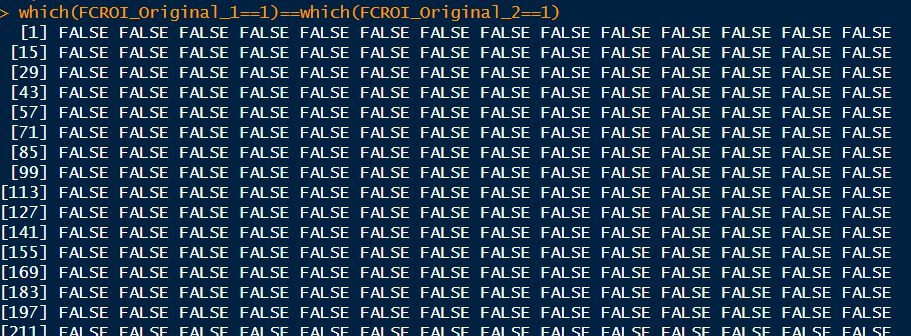 > which(FCROI_Original_1==1)==which(FCROI_Original_2==1)
[1] FALSE FALSE FALSE FALSE FALSE FALSE FALSE FALSE FALSE FALSE FALSE FALSE FALSE FALSE
[15] FALSE FALSE FALSE FALSE FALSE FALSE FALSE FALSE FALSE FALSE FALSE FALSE FALSE FALSE
[29] FALSE FALSE FALSE FALSE FALSE FALSE FALSE FALSE FALSE FALSE FALSE FALSE FALSE FALSE
[43] FALSE FALSE FALSE FALSE FALSE FALSE FALSE FALSE FALSE FALSE FALSE FALSE FALSE FALSE
[57] FALSE FALSE FALSE FALSE FALSE FALSE FALSE FALSE FALSE FALSE FALSE FALSE FALSE FALSE
[71] FALSE FALSE FALSE FALSE FALSE FALSE FALSE FALSE FALSE FALSE FALSE FALSE FALSE FALSE
[85] FALSE FALSE FALSE FALSE FALSE FALSE FALSE FALSE FALSE FALSE FALSE FALSE FALSE FALSE
[99] FALSE FALSE FALSE FALSE FALSE FALSE FALSE FALSE FALSE FALSE FALSE FALSE FALSE FALSE
[113] FALSE FALSE FALSE FALSE FALSE FALSE FALSE FALSE FALSE FALSE FALSE FALSE FALSE FALSE
[127] FALSE FALSE FALSE FALSE FALSE FALSE FALSE FALSE FALSE FALSE FALSE FALSE FALSE FALSE
[141] FALSE FALSE FALSE FALSE FALSE FALSE FALSE FALSE FALSE FALSE FALSE FALSE FALSE FALSE
[155] FALSE FALSE FALSE FALSE FALSE FALSE FALSE FALSE FALSE FALSE FALSE FALSE FALSE FALSE
[169] FALSE FALSE FALSE FALSE FALSE FALSE FALSE FALSE FALSE FALSE FALSE FALSE FALSE FALSE
[183] FALSE FALSE FALSE FALSE FALSE FALSE FALSE FALSE FALSE FALSE FALSE FALSE FALSE FALSE
[197] FALSE FALSE FALSE FALSE FALSE FALSE FALSE FALSE FALSE FALSE FALSE FALSE FALSE FALSE
[211] FALSE FALSE FALSE FALSE FALSE FALSE FALSE FALSE FALSE FALSE FALSE FALSE FALSE FALSE